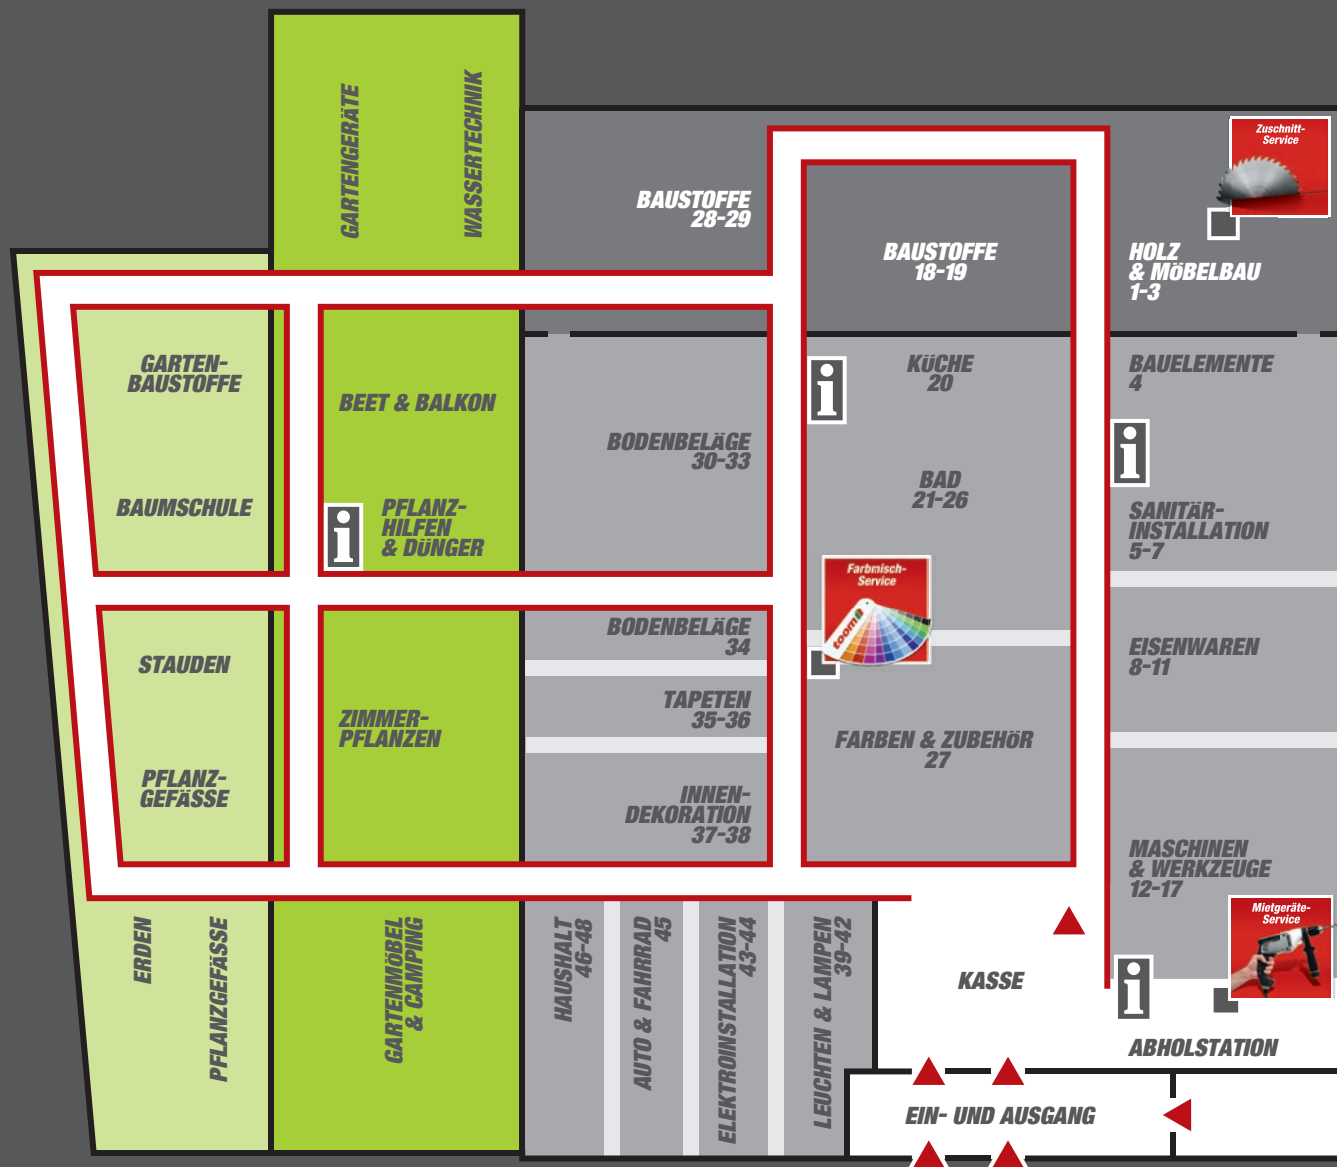 GARTENGERÄTE
WASSERTECHNIK
BAUSTOFFE
28-29
BAUSTOFFE
18-19
Zuschnitt-
Service
HOLZ
& MÖBELBAU
1-3
GARTEN-
BAUSTOFFE
BAUMSCHULE
BEET & BALKON
i
PFLANZ-
HILFEN
& DÜNGER
BODENBELÄGE
30-33
i
KÜCHE
20
BAD
21-26
BAUELEMENTE
4
i
SANITÄR-
INSTALLATION
5-7
Farbmisch-
Service
toom
STAUDEN
PFLANZ-
GEFÄSSE
ZIMMER-
PFLANZEN
BODENBELÄGE
34
TAPETEN
35-36
INNEN-
DEKORATION
37-38
FARBEN & ZUBEHÖR
27
EISENWAREN
8-11
MASCHINEN
& WERKZEUGE
12-17
Mietgeräte-
Service
ERDEN
PFLANZGEFÄSSE
GARTENMÖBEL
& CAMPING
HAUSHALT
46-48
AUTO & FAHRRAD
45
ELEKTROINSTALLATION
43-44
LEUCHTEN & LAMPEN
39-42
KASSE
i
ABHOLSTATION
EIN- UND AUSGANG